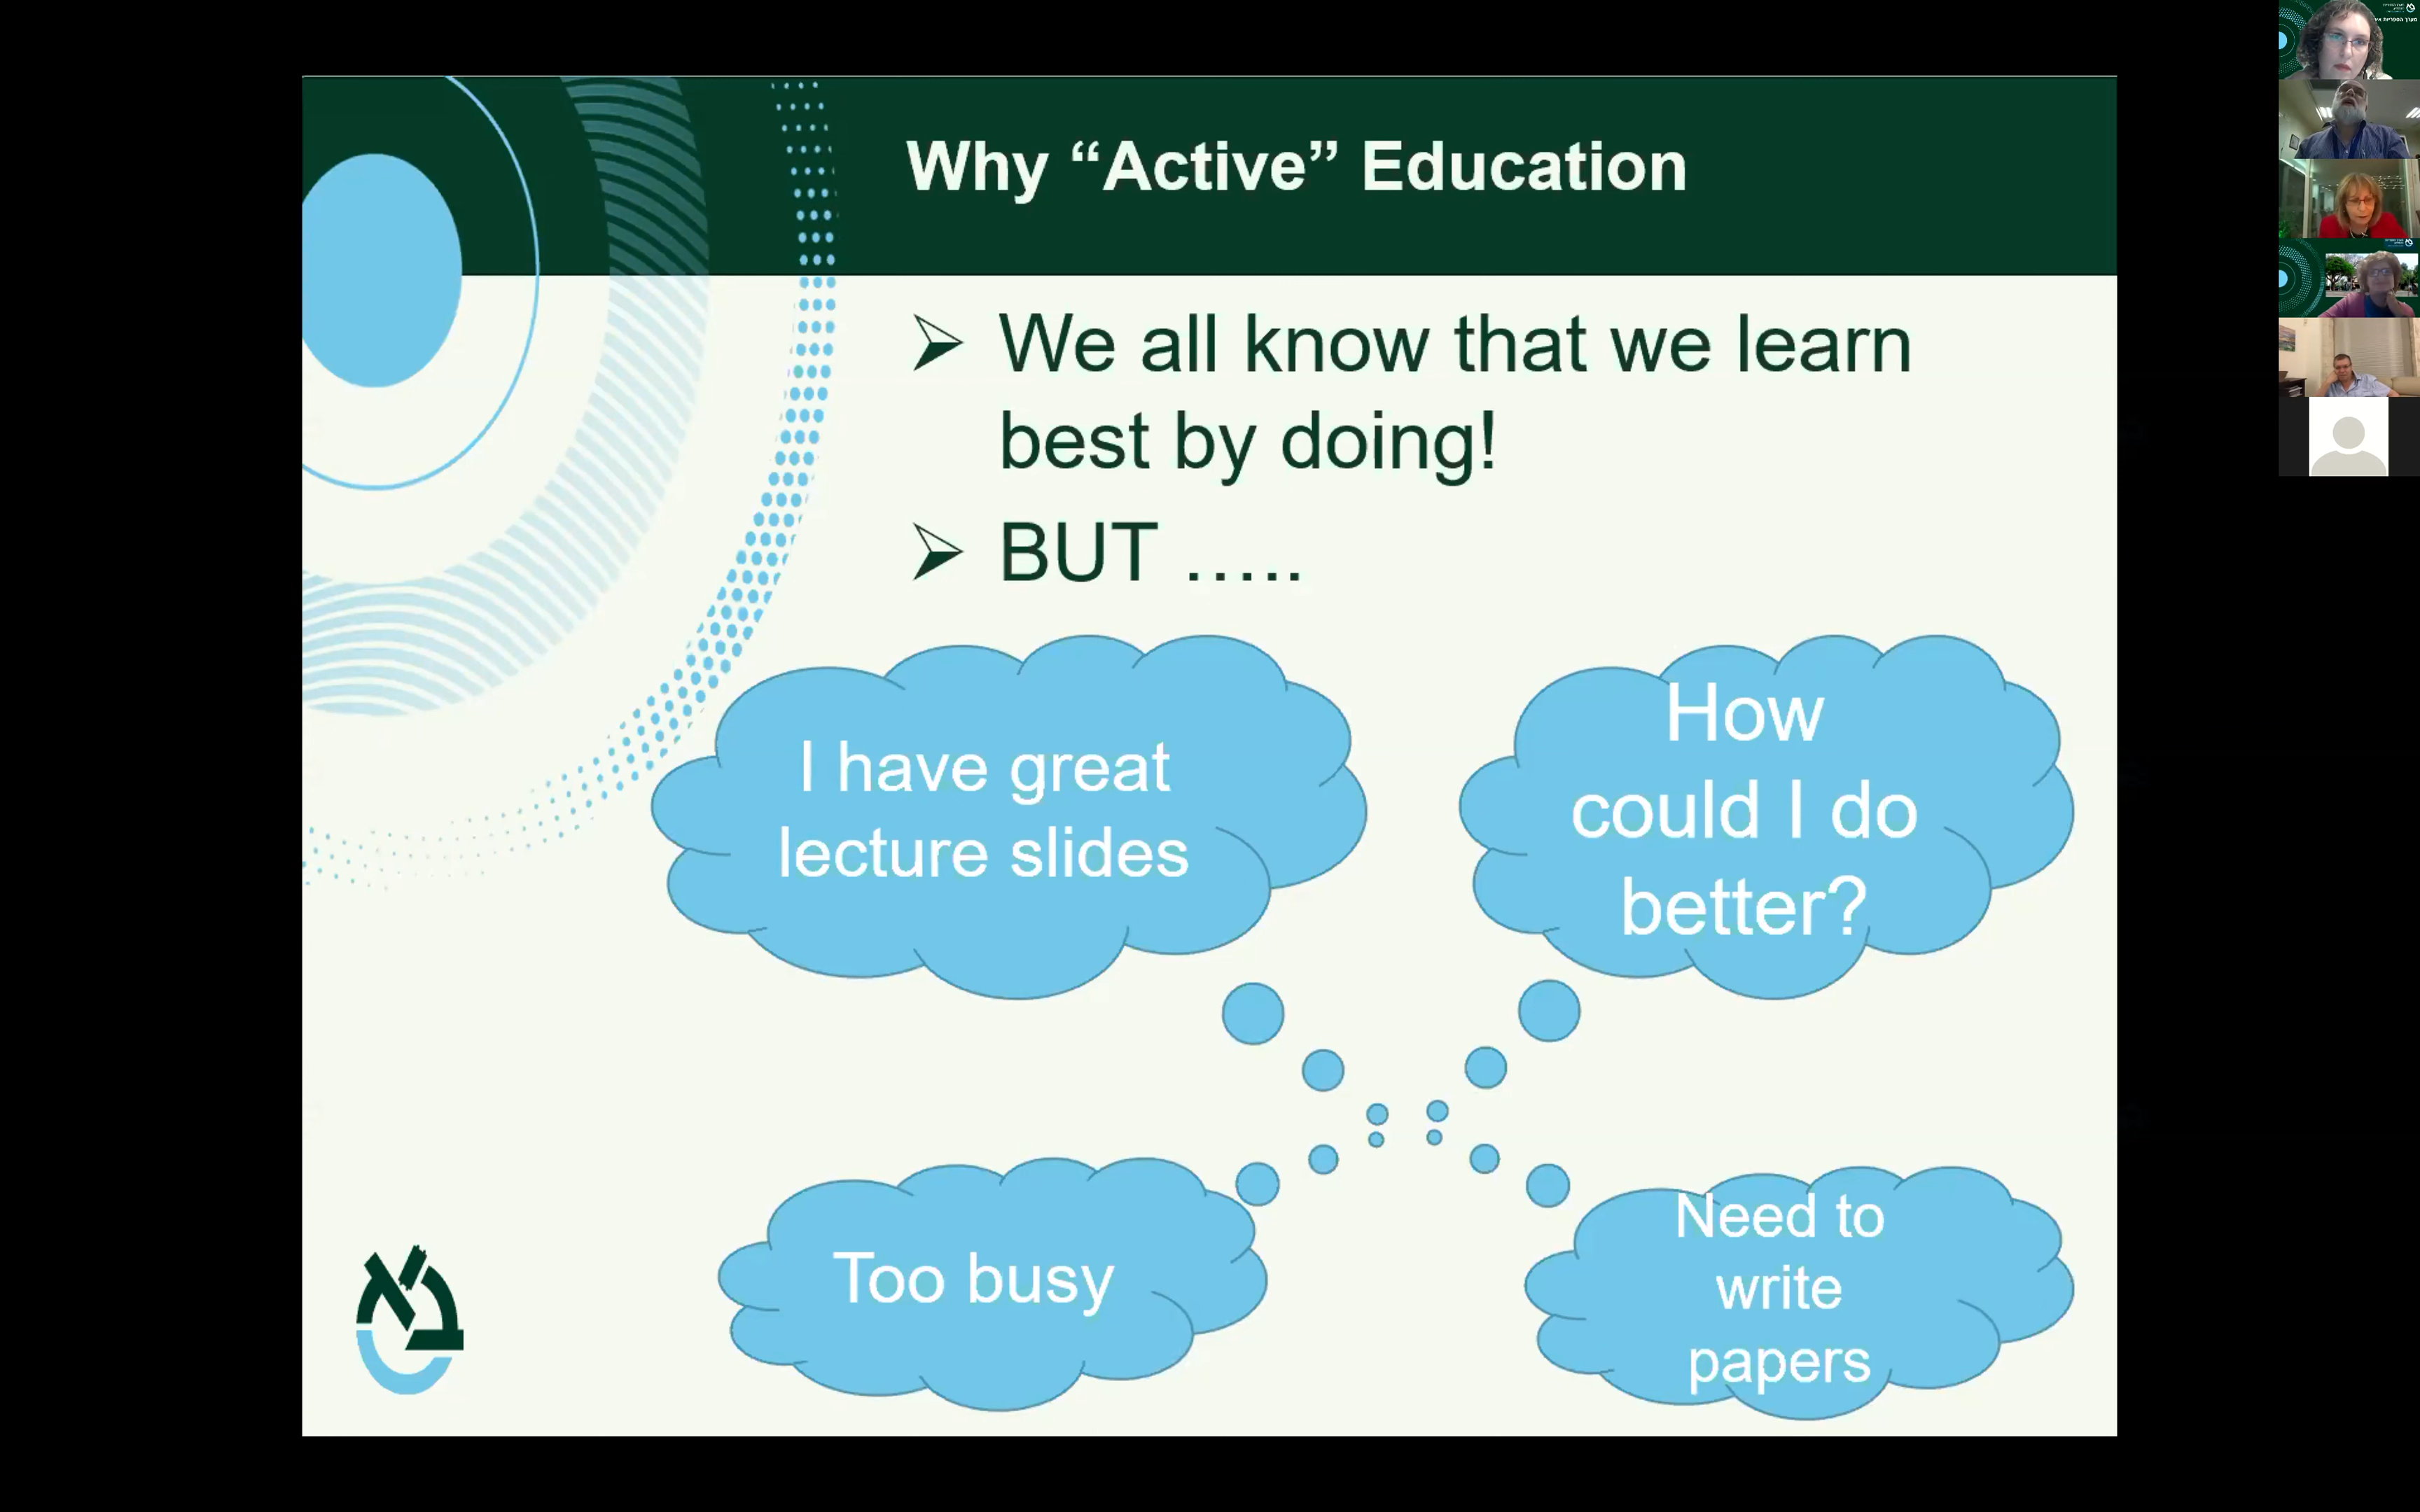 Why “Active” Education
We all know that we learn
best by doing!
BUT .....
I have great
lecture slides
How
could I do
better?
Too busy
Need to
write
papers